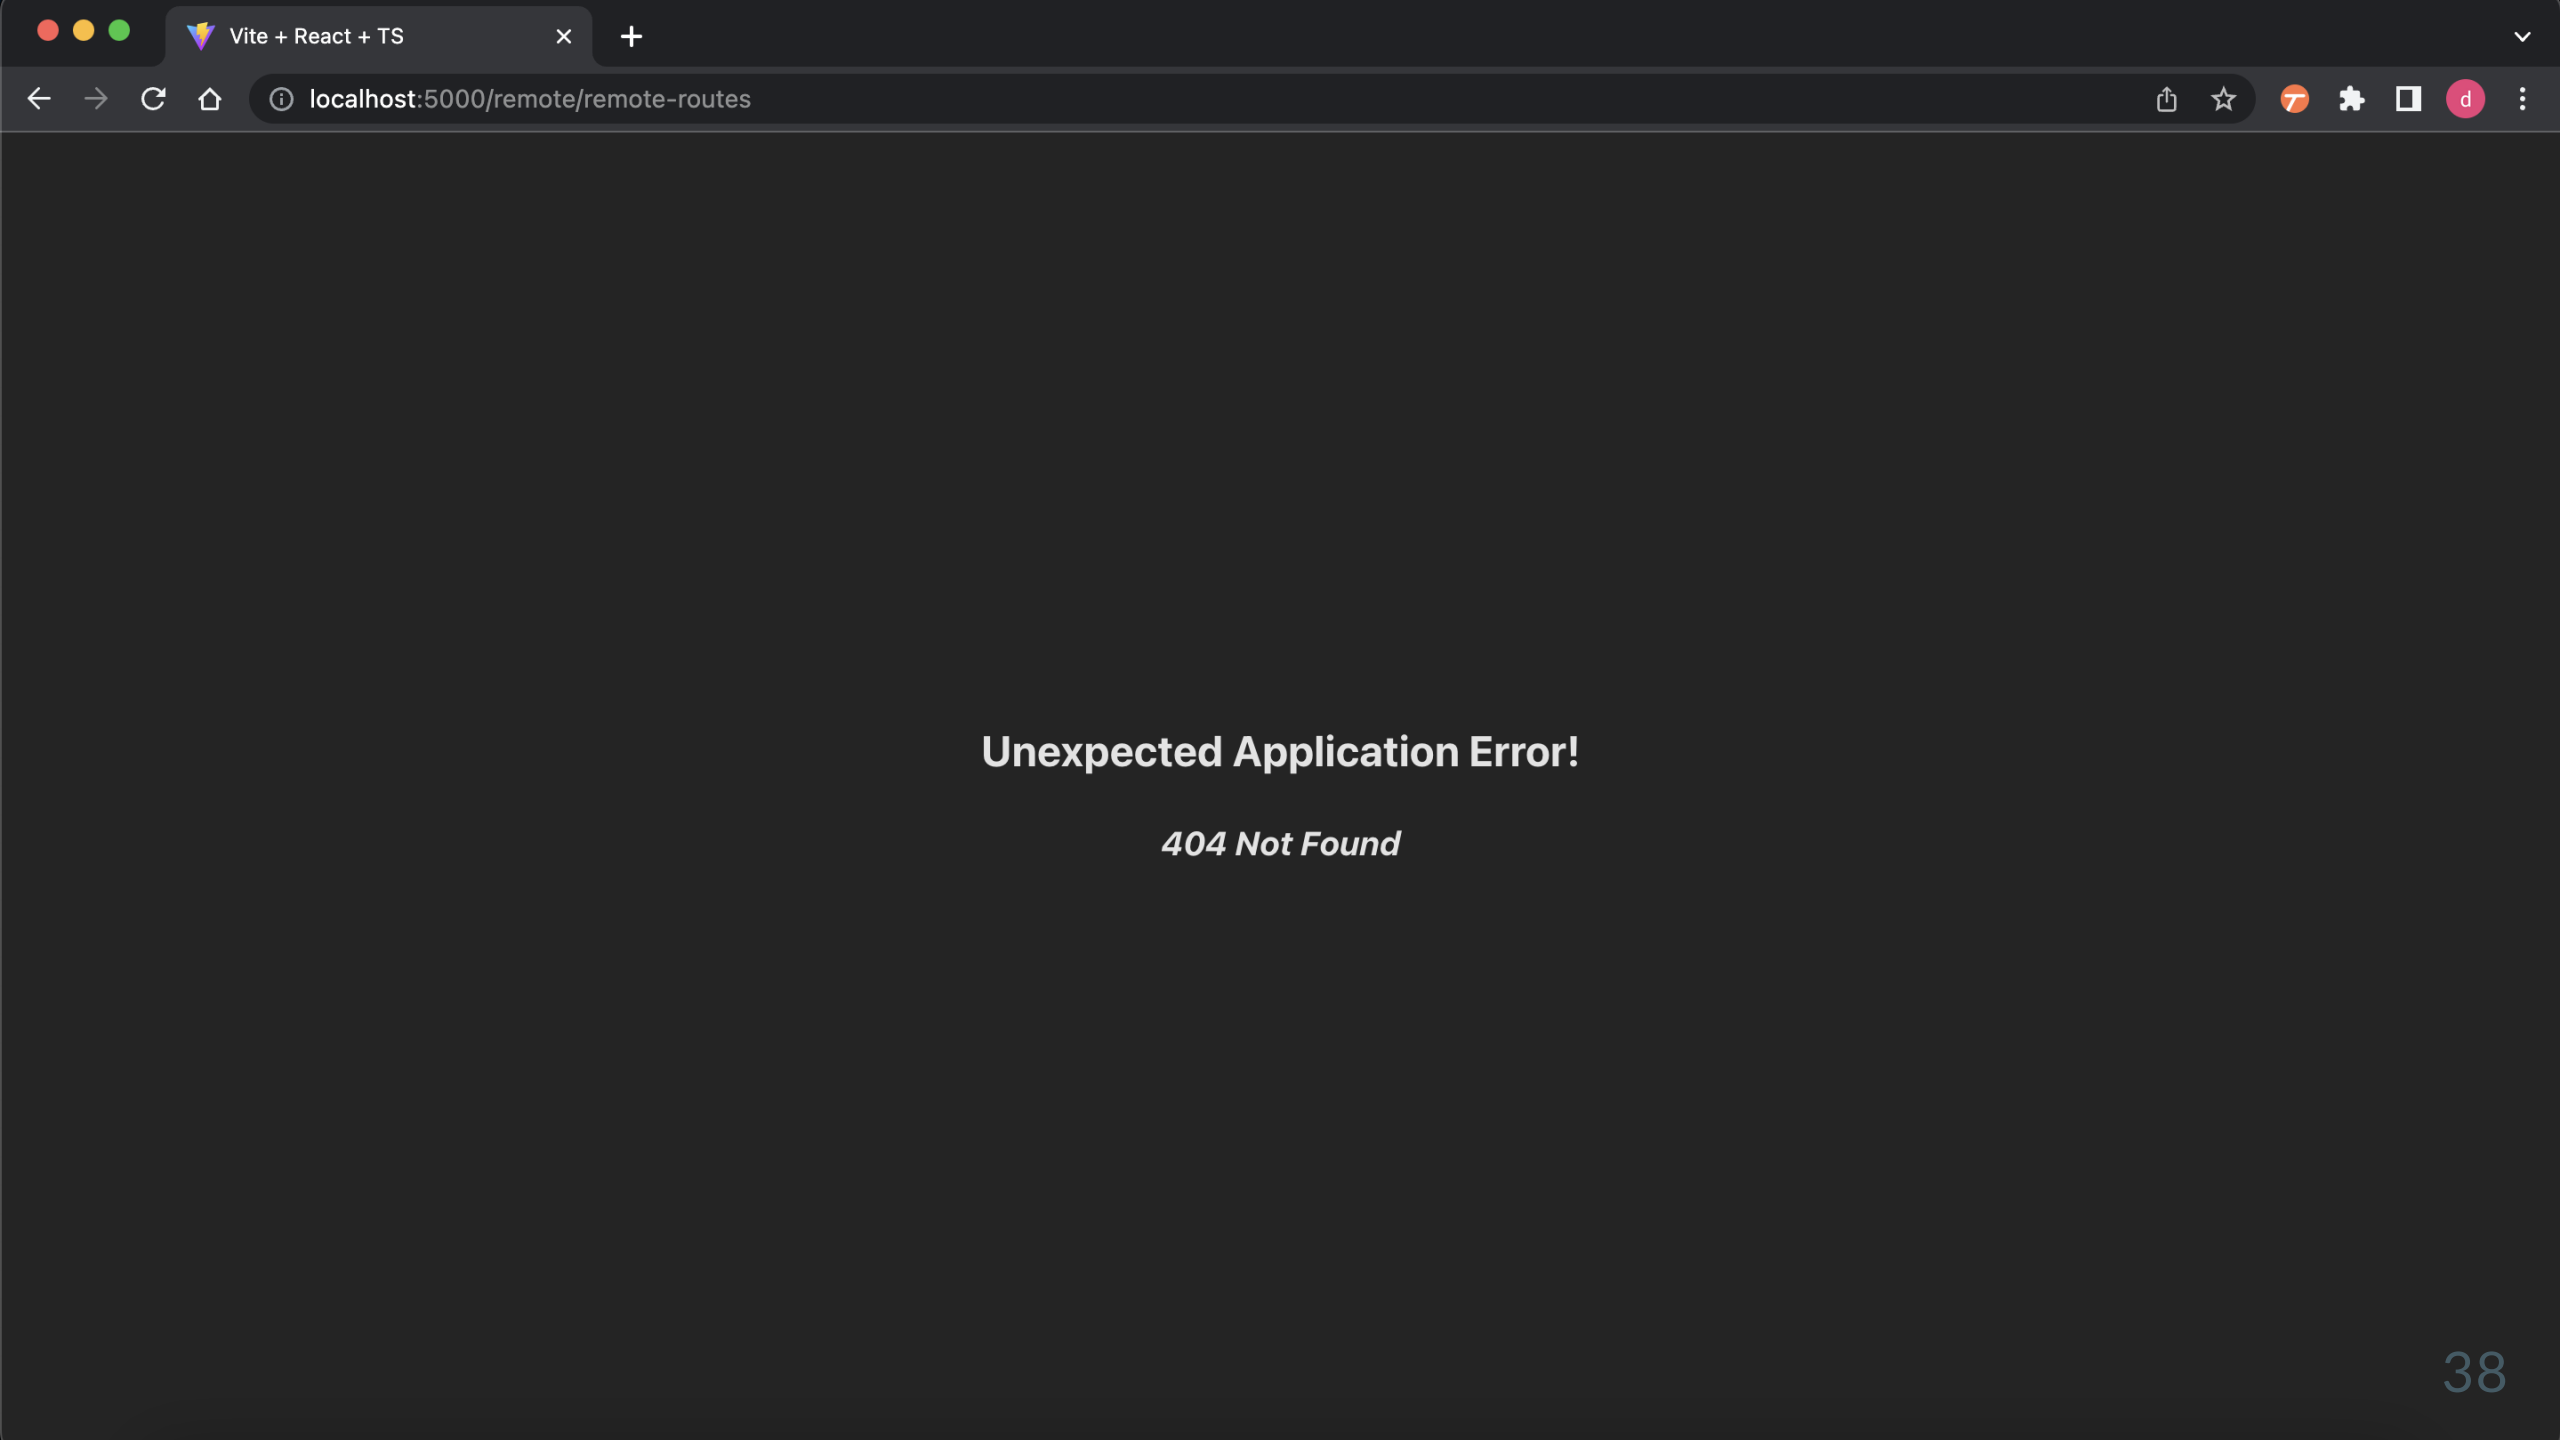 Vite + React + TS
localhost:5000/remote/remote-routes
d
Unexpected Application Error!
404 Not Found
38